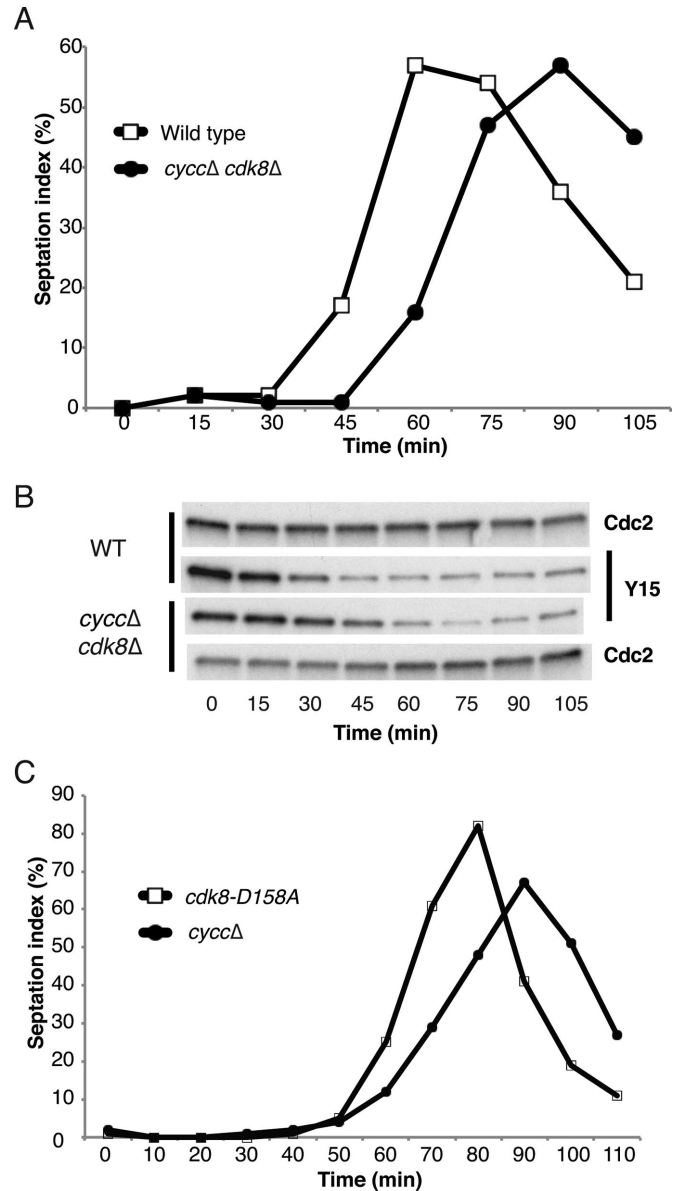 A
60
50
40
30
20
10
0
Septation index (%)
Wild type
cyccΔ cdk8Δ
0 15 30 45 60 75 90 105
Time (min)
B
WT
cyccΔ
cdk8Δ
Cdc2
Y15
Cdc2
0 15 30 45 60 75 90 105
Time (min)
C
90
80
70
60
50
40
30
20
10
0
Septation index (%)
cdk8-D158A
cyccΔ
0 10 20 30 40 50 60 70 80 90 100 110
Time (min)